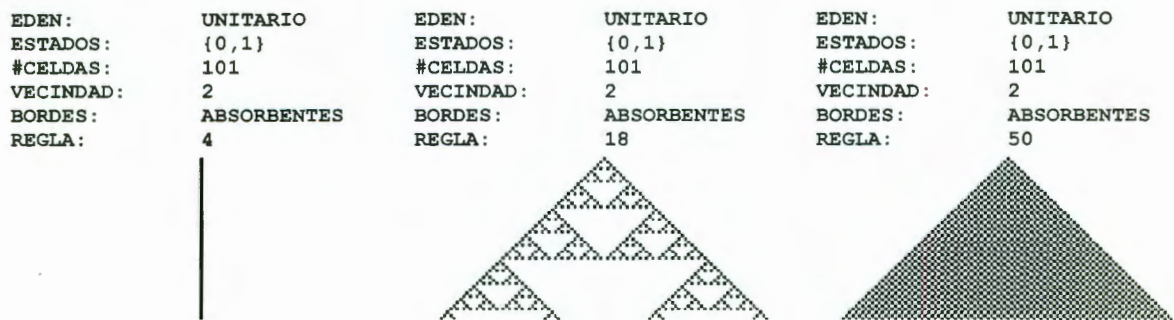 EDEN: UNITARIO
ESTADOS: {0,1}
#CELDAS: 101
VECINDAD: 2
BORDES: ABSORBENTES
REGLA: 4
EDEN: UNITARIO
ESTADOS: {0,1}
#CELDAS: 101
VECINDAD: 2
BORDES: ABSORBENTES
REGLA: 18
EDEN: UNITARIO
ESTADOS: {0,1}
#CELDAS: 101
VECINDAD: 2
BORDES: ABSORBENTES
REGLA: 50